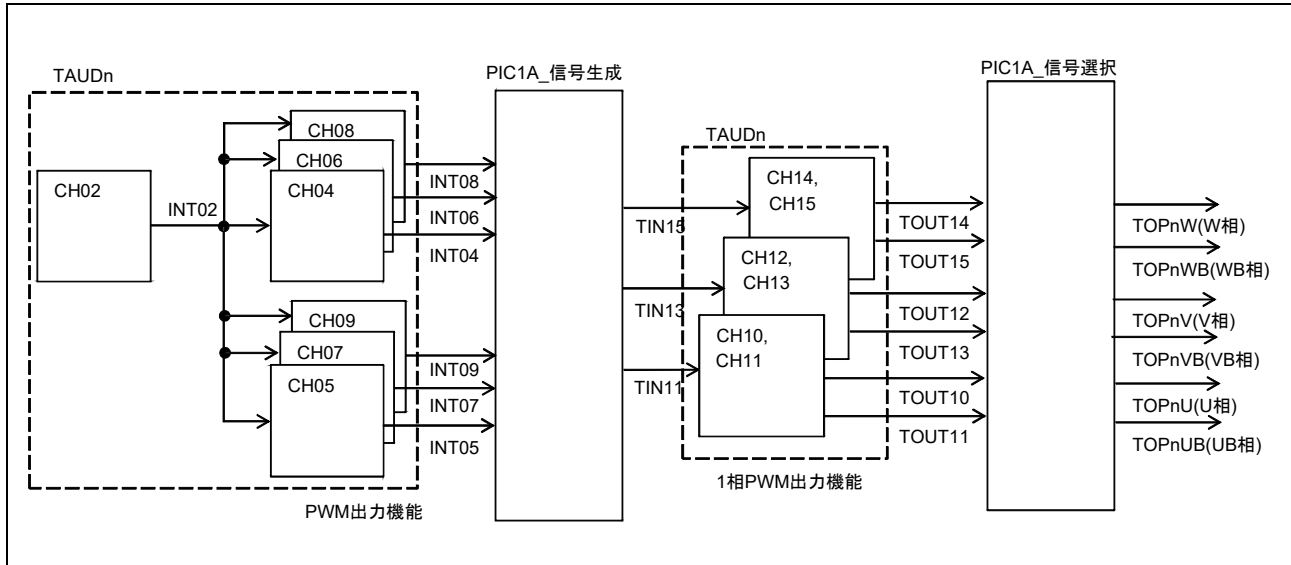 TAUDn
CH02
INT02
CH08
CH06
CH04
INT08
INT06
INT04
CH09
CH07
CH05
INT09
INT07
INT05
PWM出力機能
PIC1A_信号生成
TIN15
TIN13
TIN11
TAUDn
CH14,
CH15
CH12,
CH13
CH10,
CH11
1相PWM出力機能
TOUT14
TOUT15
TOUT12
TOUT13
TOUT10
TOUT11
PIC1A_信号選択
TOPnW(W相)
TOPnWB(WB相)
TOPnV(V相)
TOPnVB(VB相)
TOPnU(U相)
TOPnUB(UB相)